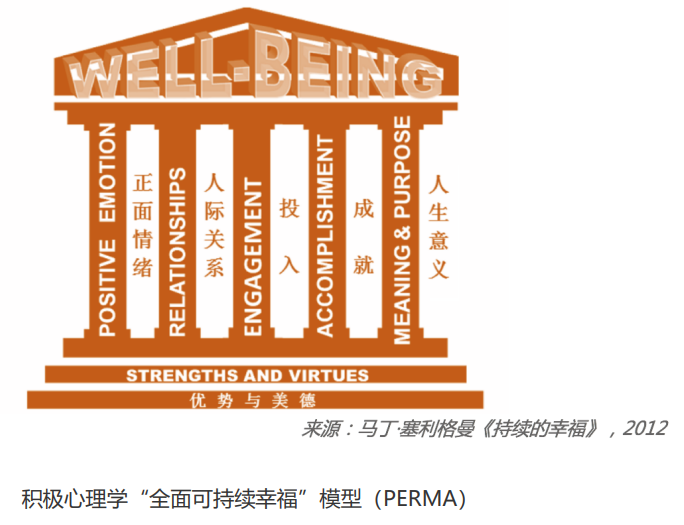 WELL-BEING
POSITIVE EMOTION
正面情绪
RELATIONSHIPS
人际关系
ENGAGEMENT
投入
ACCOMPLISHMENT
成就
MEANING & PURPOSE
人生意义
STRENGTHS AND VIRTUES
优势与美德
来源：马丁·塞利格曼《持续的幸福》，2012
积极心理学“全面可持续幸福”模型（PERMA）